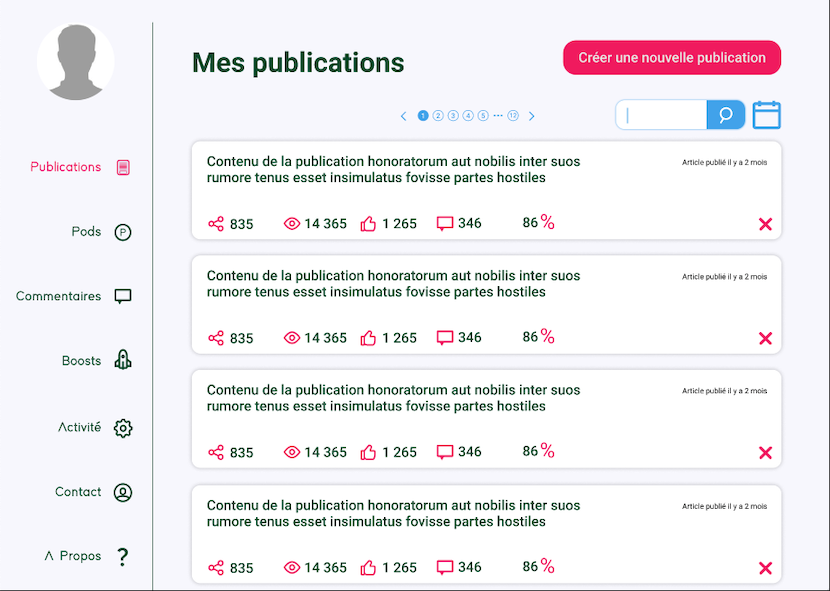 Mes publications
Créer une nouvelle publication
1 2 3 4 5 ··· 12
Publications
Pods P
Commentaires
Boosts
Activité
Contact
A Propos ?
Contenu de la publication honoratorum aut nobilis inter suos
rumore tenus esset insimulatus fovisse partes hostiles
Article publié il y a 2 mois
835 14 365 1 265 346 86 %
Contenu de la publication honoratorum aut nobilis inter suos
rumore tenus esset insimulatus fovisse partes hostiles
Article publié il y a 2 mois
835 14 365 1 265 346 86 %
Contenu de la publication honoratorum aut nobilis inter suos
rumore tenus esset insimulatus fovisse partes hostiles
Article publié il y a 2 mois
835 14 365 1 265 346 86 %
Contenu de la publication honoratorum aut nobilis inter suos
rumore tenus esset insimulatus fovisse partes hostiles
Article publié il y a 2 mois
835 14 365 1 265 346 86 %